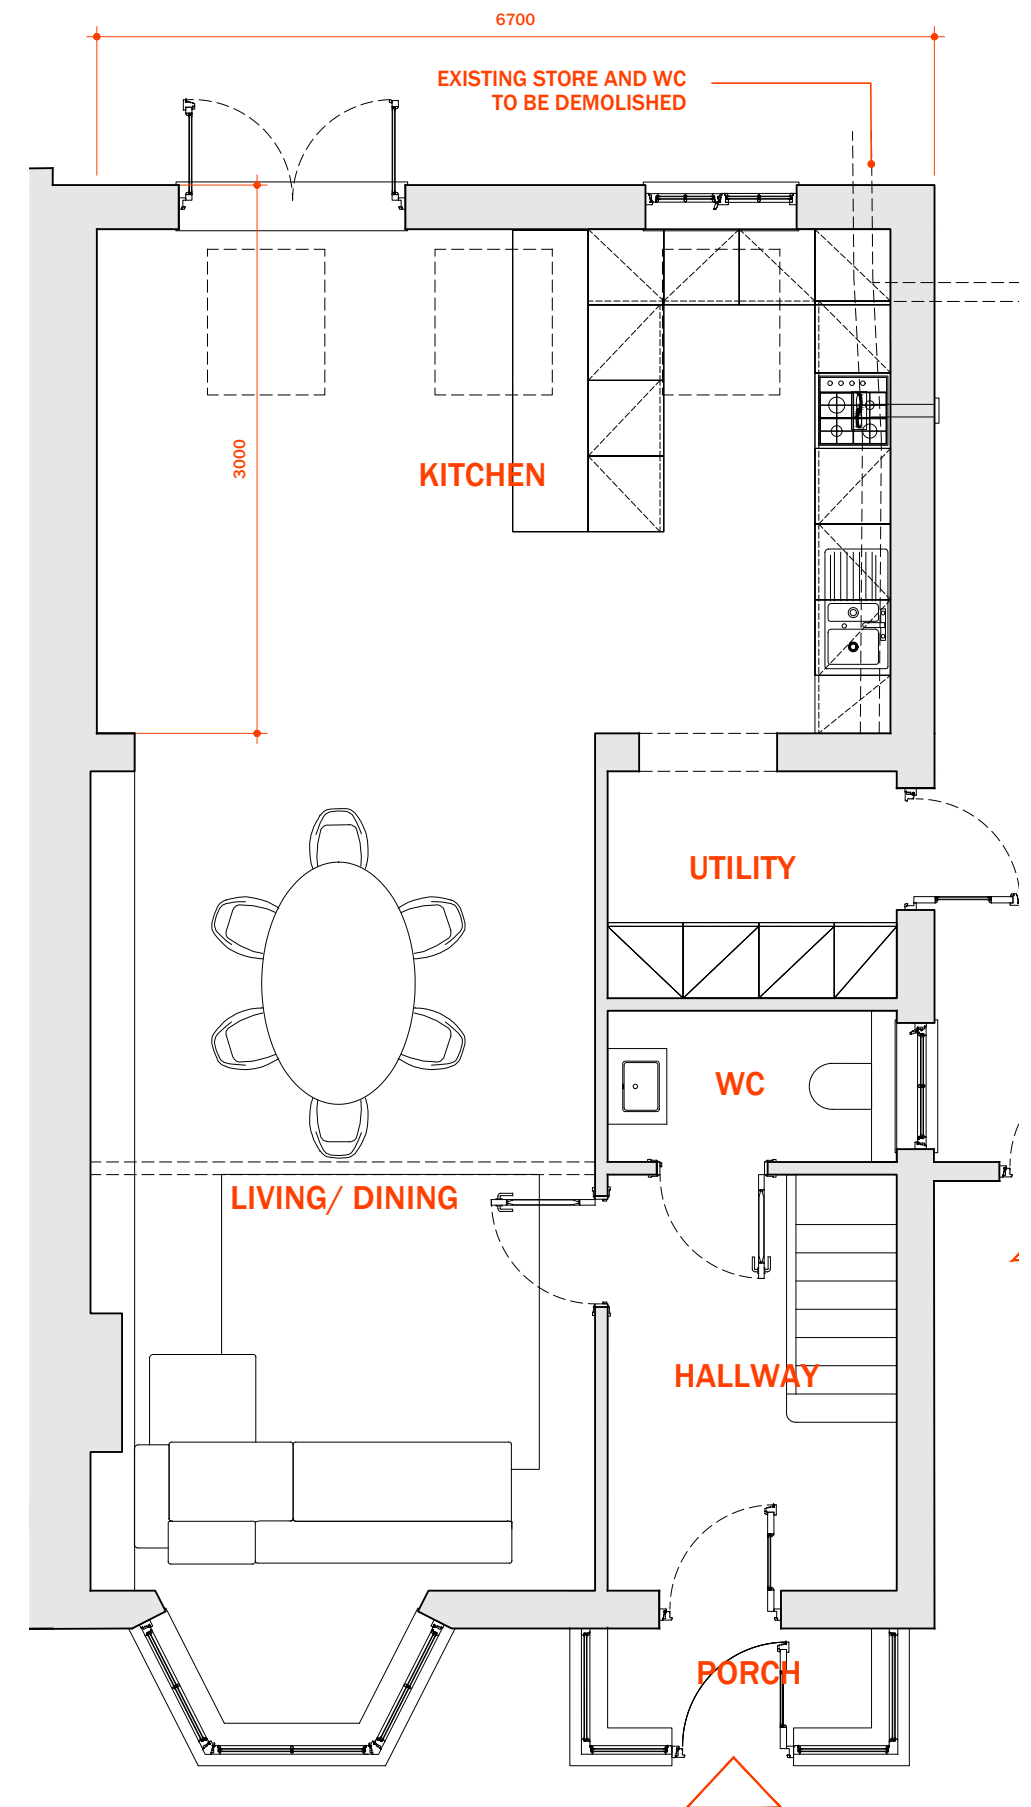 6700
EXISTING STORE AND WC
TO BE DEMOLISHED
3000
KITCHEN
UTILITY
WC
LIVING/ DINING
HALLWAY
PORCH